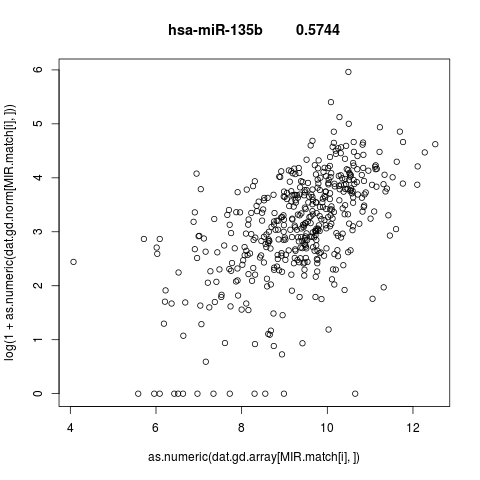 hsa-miR-135b 0.5744
log(1 + as.numeric(dat.gd.norm[MIR.match[i], ]))
6
5
4
3
2
1
0
4 6 8 10 12
as.numeric(dat.gd.array[MIR.match[i], ])